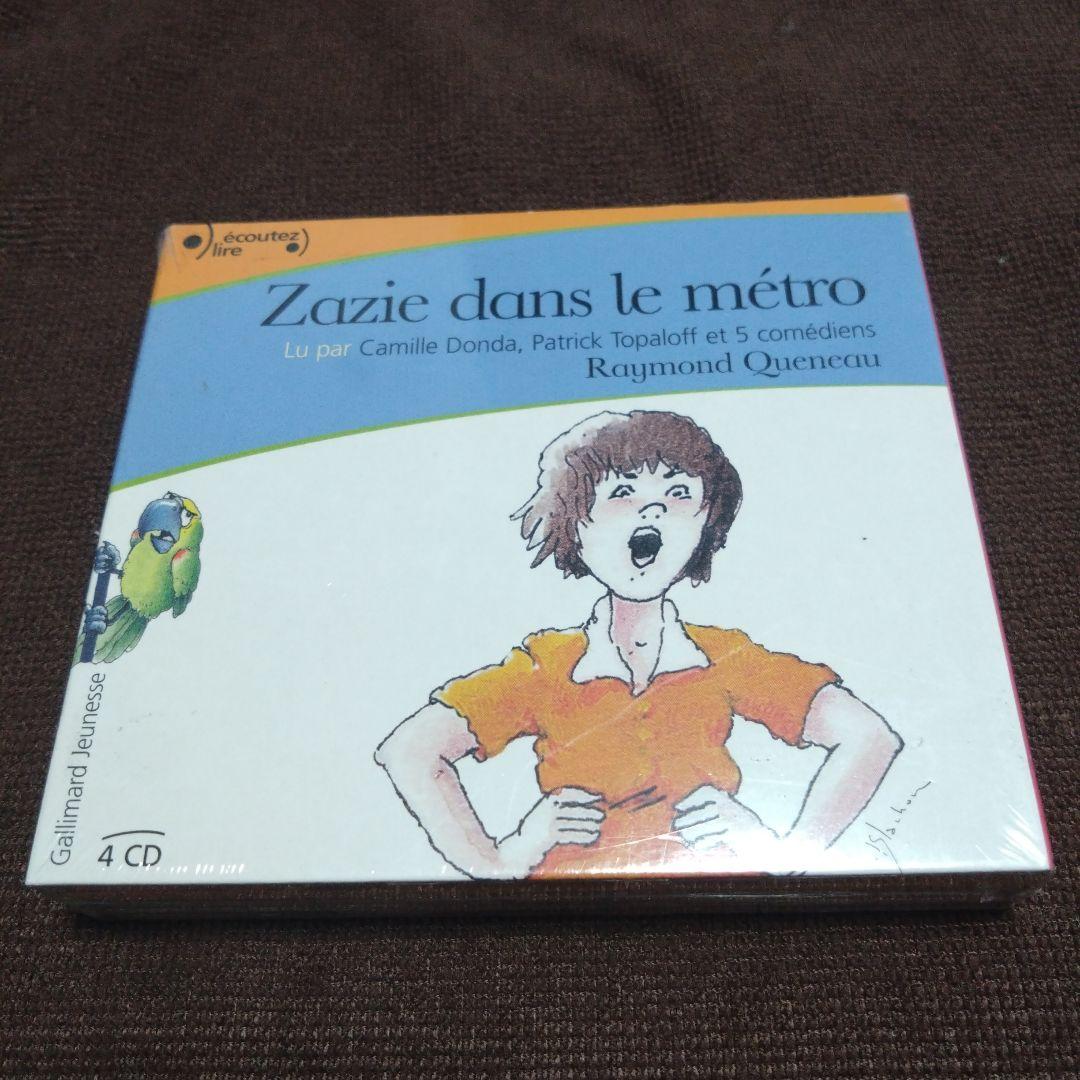 écoutez
lire
Zazie dans le métro
Lu par Camille Donda, Patrick Topaloff et 5 comédiens
Raymond Queneau
Gallimard Jeunesse
4 CD